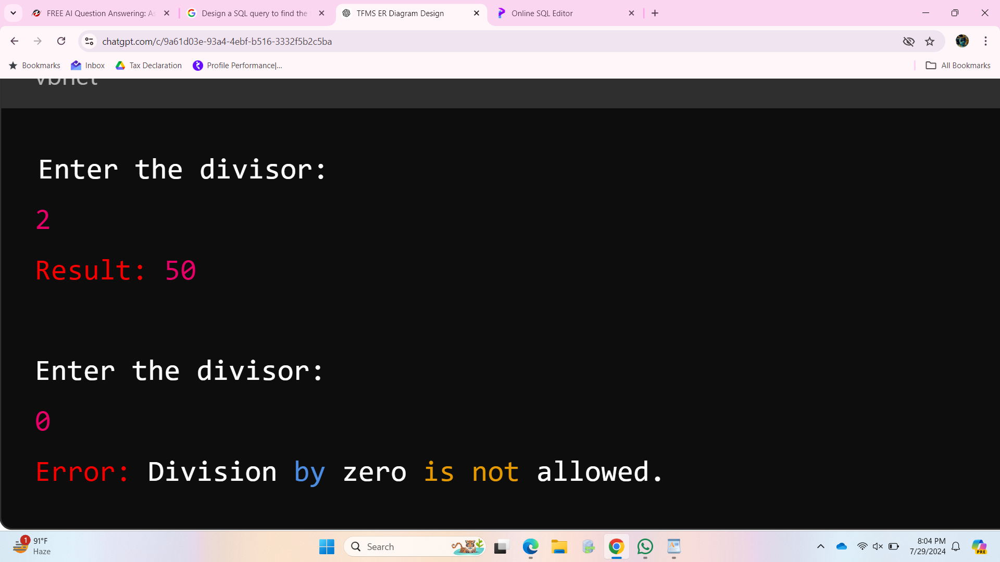 FREE AI Question Answering: As
Design a SQL query to find the
TFMS ER Diagram Design
Online SQL Editor
chatgpt.com/c/9a61d03e-93a4-4ebf-b516-3332f5b2c5ba
Bookmarks
Inbox
Tax Declaration
Profile Performance|...
All Bookmarks
vbnet
Enter the divisor:
2
Result: 50
Enter the divisor:
0
Error: Division by zero is not allowed.
1
91°F
Haze
Search
8:04 PM
7/29/2024
PRE